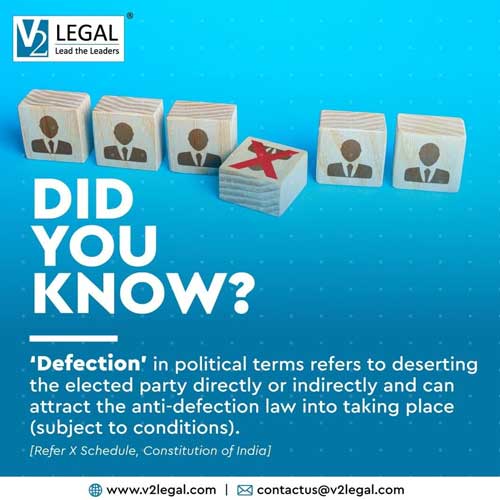 V2
LEGAL
®
Lead the Leaders
DID
YOU
KNOW?
‘Defection’ in political terms refers to deserting
the elected party directly or indirectly and can
attract the anti-defection law into taking place
(subject to conditions).
[Refer X Schedule, Constitution of India]
www.v2legal.com | contactus@v2legal.com